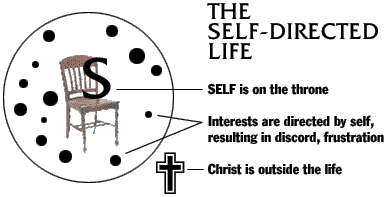 THE
SELF-DIRECTED
LIFE
S
SELF is on the throne
Interests are directed by self,
resulting in discord, frustration
Christ is outside the life